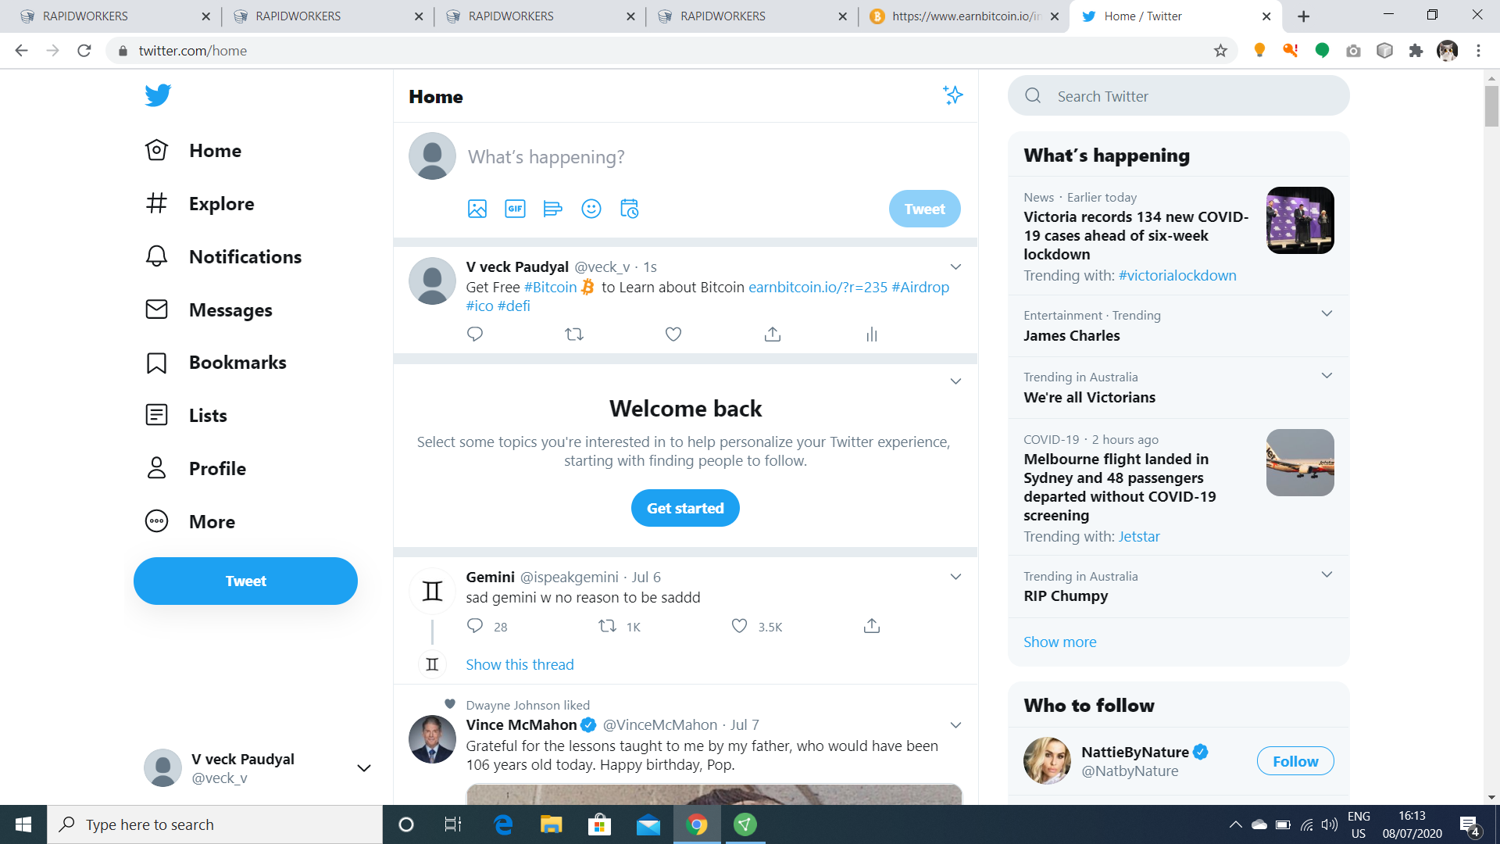 RAPIDWORKERS
RAPIDWORKERS
RAPIDWORKERS
RAPIDWORKERS
https://www.earnbitcoin.io/in
Home / Twitter
twitter.com/home
Home
Explore
Notifications
Messages
Bookmarks
Lists
Profile
More
Tweet
V veck Paudyal
@veck_v
Home
What's happening?
GIF
Tweet
V veck Paudyal @veck_v · 1s
Get Free #Bitcoin to Learn about Bitcoin earnbitcoin.io/?r=235 #Airdrop
#ico #defi
Welcome back
Select some topics you're interested in to help personalize your Twitter experience,
starting with finding people to follow.
Get started
Gemini @ispeakgemini · Jul 6
sad gemini w no reason to be saddd
28 1K 3.5K
Show this thread
Dwayne Johnson liked
Vince McMahon @VinceMcMahon · Jul 7
Grateful for the lessons taught to me by my father, who would have been
106 years old today. Happy birthday, Pop.
Search Twitter
What's happening
News · Earlier today
Victoria records 134 new COVID-
19 cases ahead of six-week
lockdown
Trending with: #victorialockdown
Entertainment · Trending
James Charles
Trending in Australia
We're all Victorians
COVID-19 · 2 hours ago
Melbourne flight landed in
Sydney and 48 passengers
departed without COVID-19
screening
Trending with: Jetstar
Trending in Australia
RIP Chumpy
Show more
Who to follow
NattieByNature
@NatbyNature
Follow
Type here to search
ENG
US
16:13
08/07/2020
4